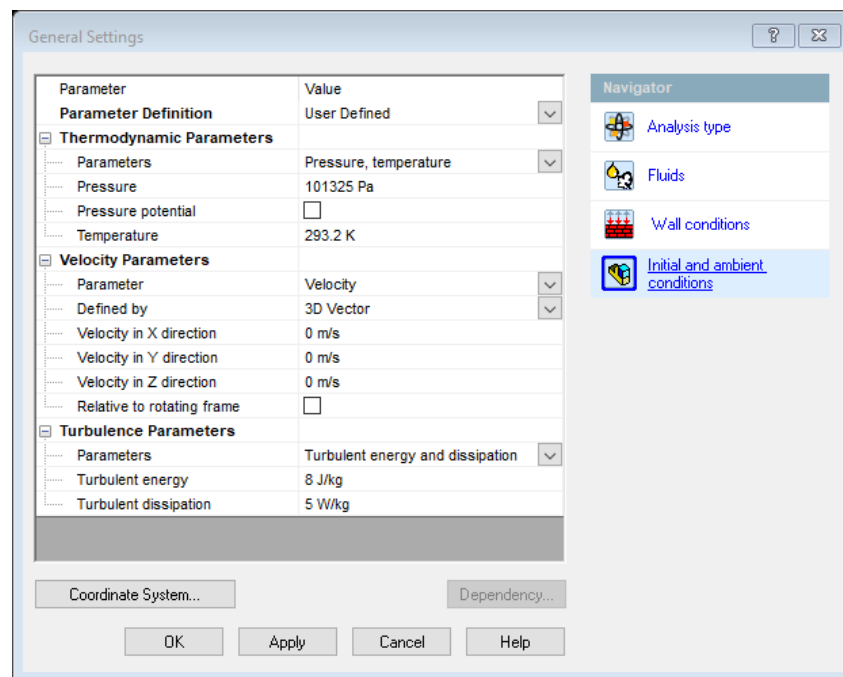 General Settings
Parameter Value
Parameter Definition User Defined
Thermodynamic Parameters
Parameters Pressure, temperature
Pressure 101325 Pa
Pressure potential
Temperature 293.2 K
Velocity Parameters
Parameter Velocity
Defined by 3D Vector
Velocity in X direction 0 m/s
Velocity in Y direction 0 m/s
Velocity in Z direction 0 m/s
Relative to rotating frame
Turbulence Parameters
Parameters Turbulent energy and dissipation
Turbulent energy 8 J/kg
Turbulent dissipation 5 W/kg
Coordinate System...
Dependency...
OK Apply Cancel Help
Navigator
Analysis type
Fluids
Wall conditions
Initial and ambient
conditions